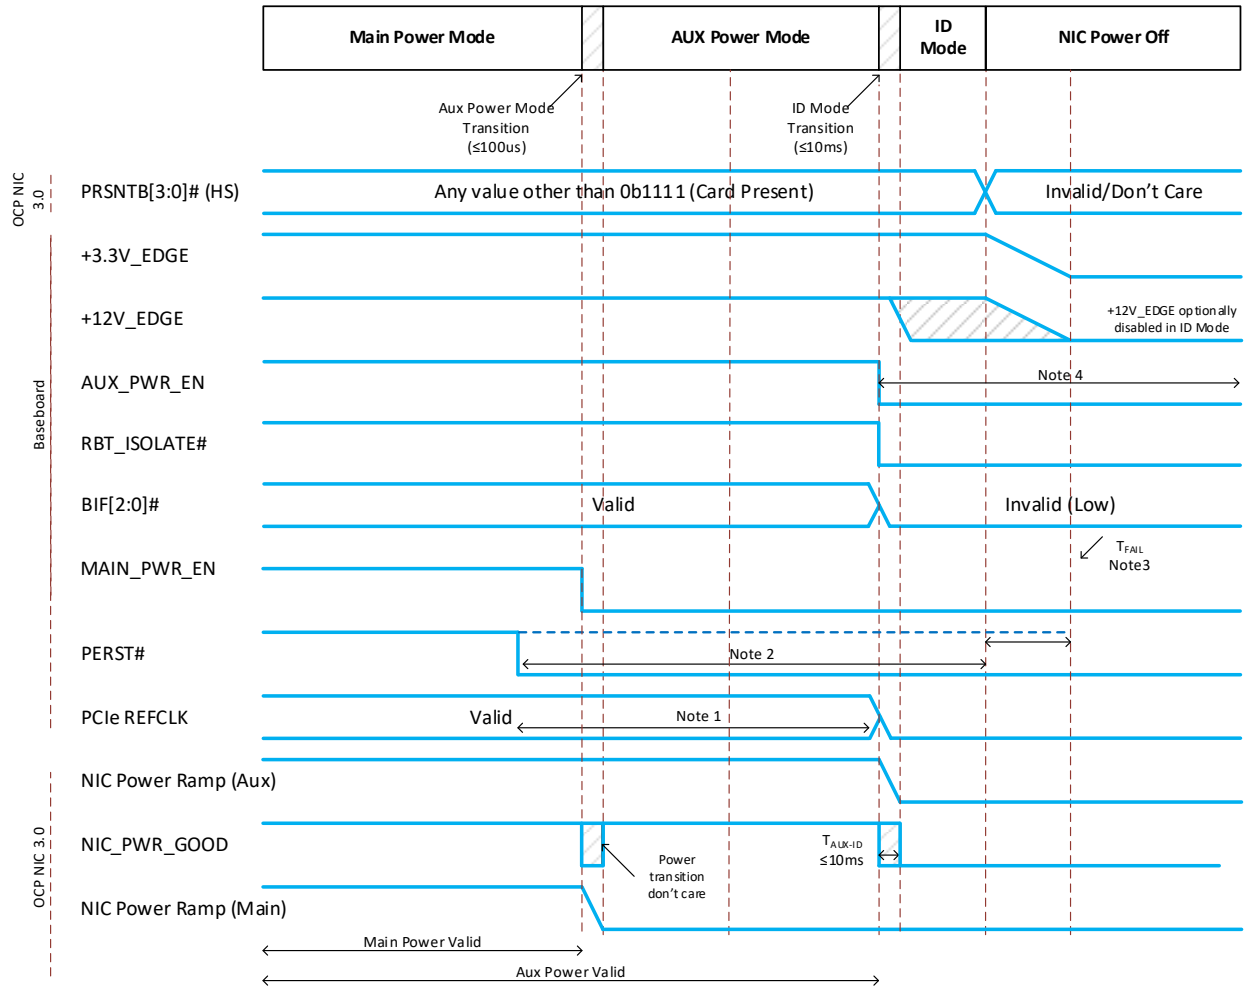 Main Power Mode
AUX Power Mode
ID
Mode
NIC Power Off
Aux Power Mode
Transition
(≤100us)
ID Mode
Transition
(≤10ms)
OCP NIC
3.0
PRSNTB[3:0]# (HS)
Any value other than 0b1111 (Card Present)
Invalid/Don't Care
Baseboard
+3.3V_EDGE
+12V_EDGE
+12V_EDGE optionally
disabled in ID Mode
AUX_PWR_EN
Note 4
RBT_ISOLATE#
BIF[2:0]#
Valid
Invalid (Low)
TFAIL
Note3
MAIN_PWR_EN
PERST#
Note 2
PCIe REFCLK
Valid
Note 1
OCP NIC 3.0
NIC Power Ramp (Aux)
NIC_PWR_GOOD
Power
transition
don't care
TAUX-ID
≤10ms
NIC Power Ramp (Main)
Main Power Valid
Aux Power Valid